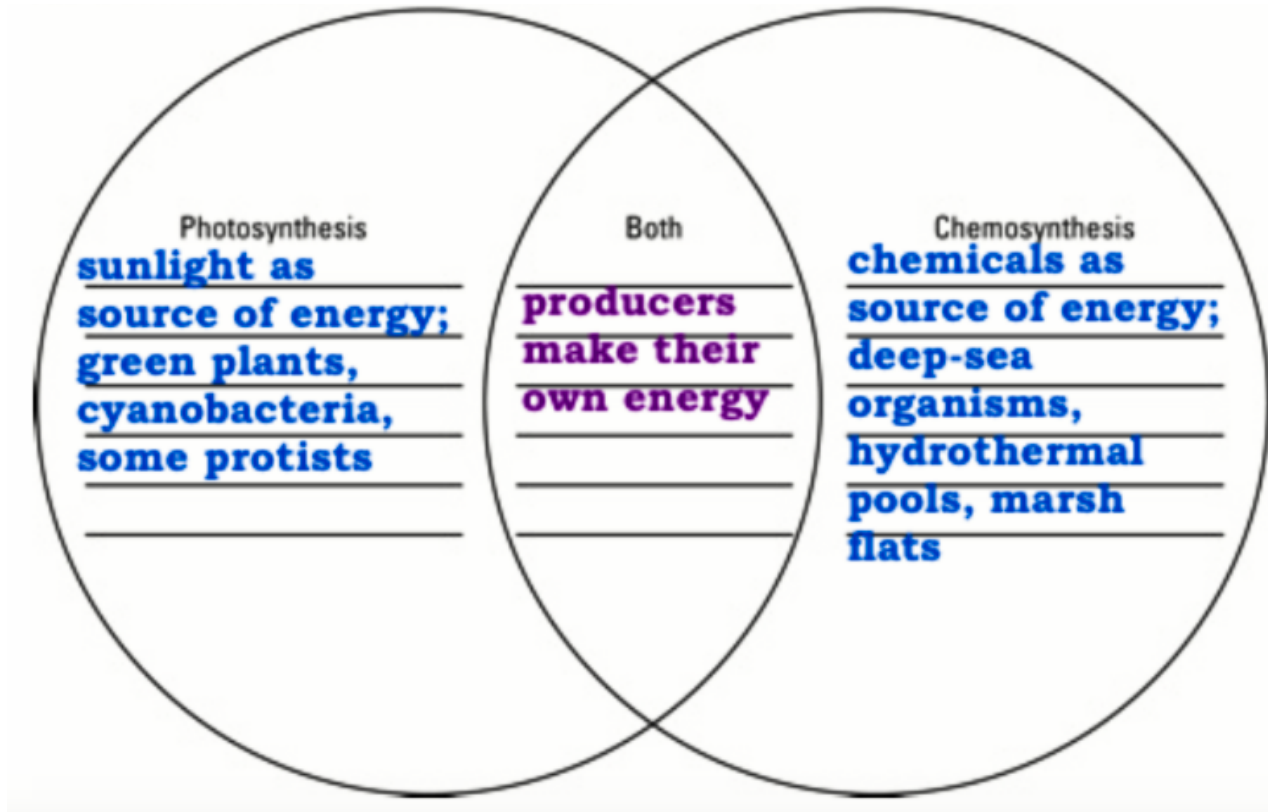 Photosynthesis
sunlight as
source of energy;
green plants,
cyanobacteria,
some protists
Both
producers
make their
own energy
Chemosynthesis
chemicals as
source of energy;
deep-sea
organisms,
hydrothermal
pools, marsh
flats